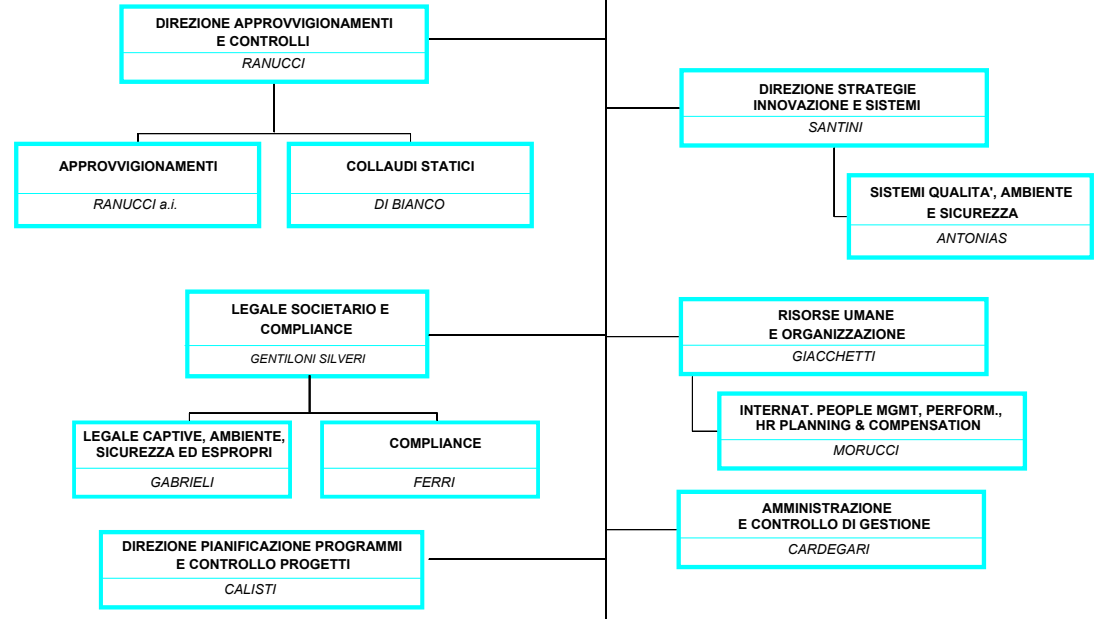 DIREZIONE APPROVVIGIONAMENTI
E CONTROLLI
RANUCCI
APPROVVIGIONAMENTI
RANUCCI a.i.
COLLAUDI STATICI
DI BIANCO
DIREZIONE STRATEGIE
INNOVAZIONE E SISTEMI
SANTINI
SISTEMI QUALITA', AMBIENTE
E SICUREZZA
ANTONIAS
LEGALE SOCIETARIO E
COMPLIANCE
GENTILONI SILVERI
LEGALE CAPTIVE, AMBIENTE,
SICUREZZA ED ESPROPRI
GABRIELI
COMPLIANCE
FERRI
RISORSE UMANE
E ORGANIZZAZIONE
GIACCHETTI
INTERNAT. PEOPLE MGMT, PERFORM.,
HR PLANNING & COMPENSATION
MORUCCI
AMMINISTRAZIONE
E CONTROLLO DI GESTIONE
CARDEGARI
DIREZIONE PIANIFICAZIONE PROGRAMMI
E CONTROLLO PROGETTI
CALISTI